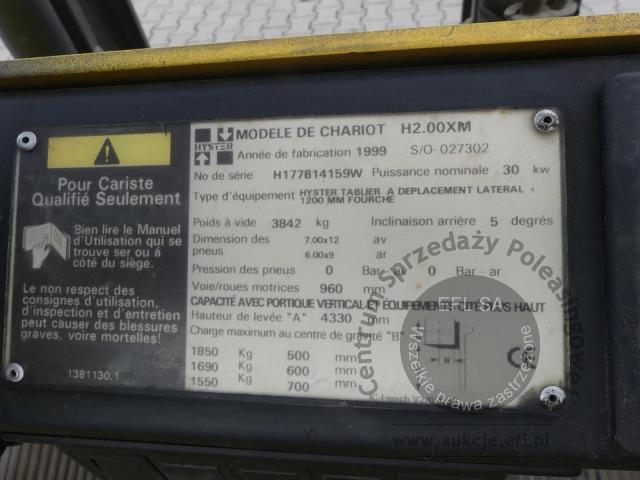 Pour Cariste
Qualifié Seulement
Bien lire le Manuel
d'Utilisation qui se
trouve ser ou á
côté du siège.
Le non respect des
consignes d'utilisation,
d'inspection et d'entretien
peut causer des blessures
graves, voire mortelles!
1381130.1
HYSTER
MODELE DE CHARIOT H2.00XM
Année de fabrication 1999 S/O- 027302
No de série H177B14159W Puissance nominale 30 kw
Type d'équipement HYSTER TABLIER A DEPLACEMENT LATERAL +
1200 MM FOURCHE
Poids à vide 3842 kg Inclinaison arrière 5 degrés
Dimension des 7.00x12 av
pneus 6.00x9 ar
Pression des pneus 0 Bar - av 0 Bar - ar
Voie/roues motrices 960 mm
CAPACITÉ AVEC PORTIQUE VERTICAL ET EQUIPEMENT CITE PLUS HAUT
Hauteur de levée "A" 4330 mm
Charge maximum au centre de gravité "B"
1850 Kg 500 mm
1690 Kg 600 mm
1550 Kg 700 mm
B
CE
Centrum Sprzedaży Poleasingowej
EFL SA
Wszelkie prawa zastrzeżone
www.aukcje.efl.pl